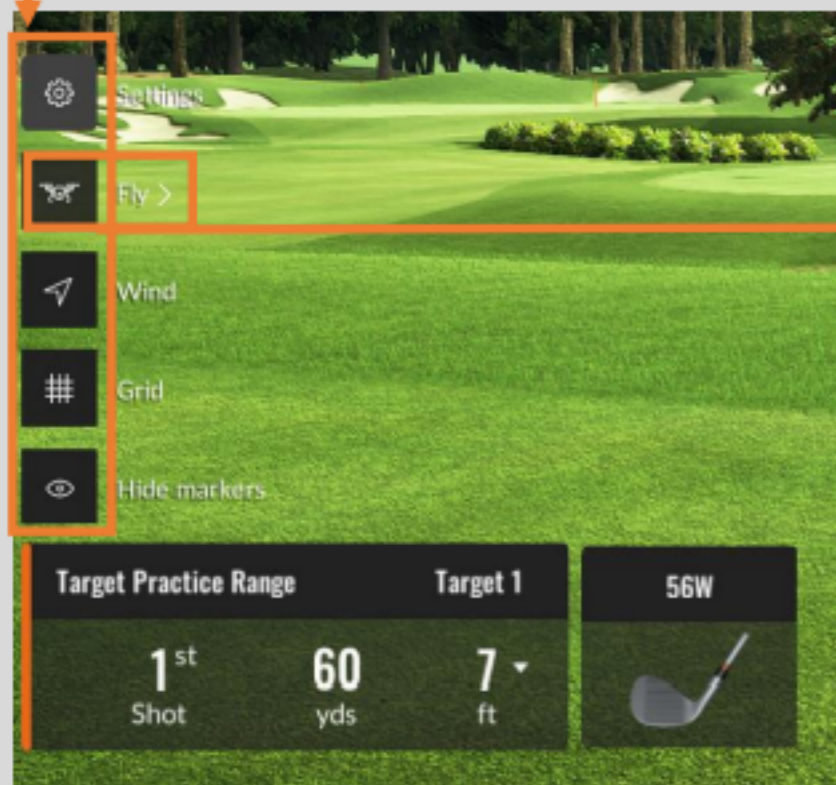 Settings
Fly >
Wind
Grid
Hide markers
Target Practice Range Target 1
56W
1st 60 7
Shot yds ft